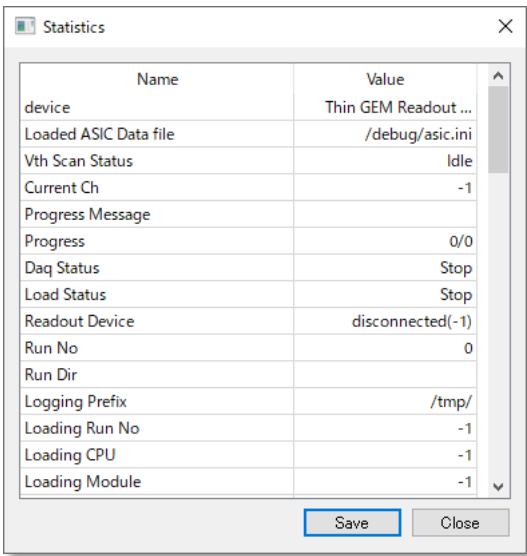 Statistics
Name Value
device Thin GEM Readout ...
Loaded ASIC Data file /debug/asic.ini
Vth Scan Status Idle
Current Ch -1
Progress Message
Progress 0/0
Daq Status Stop
Load Status Stop
Readout Device disconnected(-1)
Run No 0
Run Dir
Logging Prefix /tmp/
Loading Run No -1
Loading CPU -1
Loading Module -1
Save Close